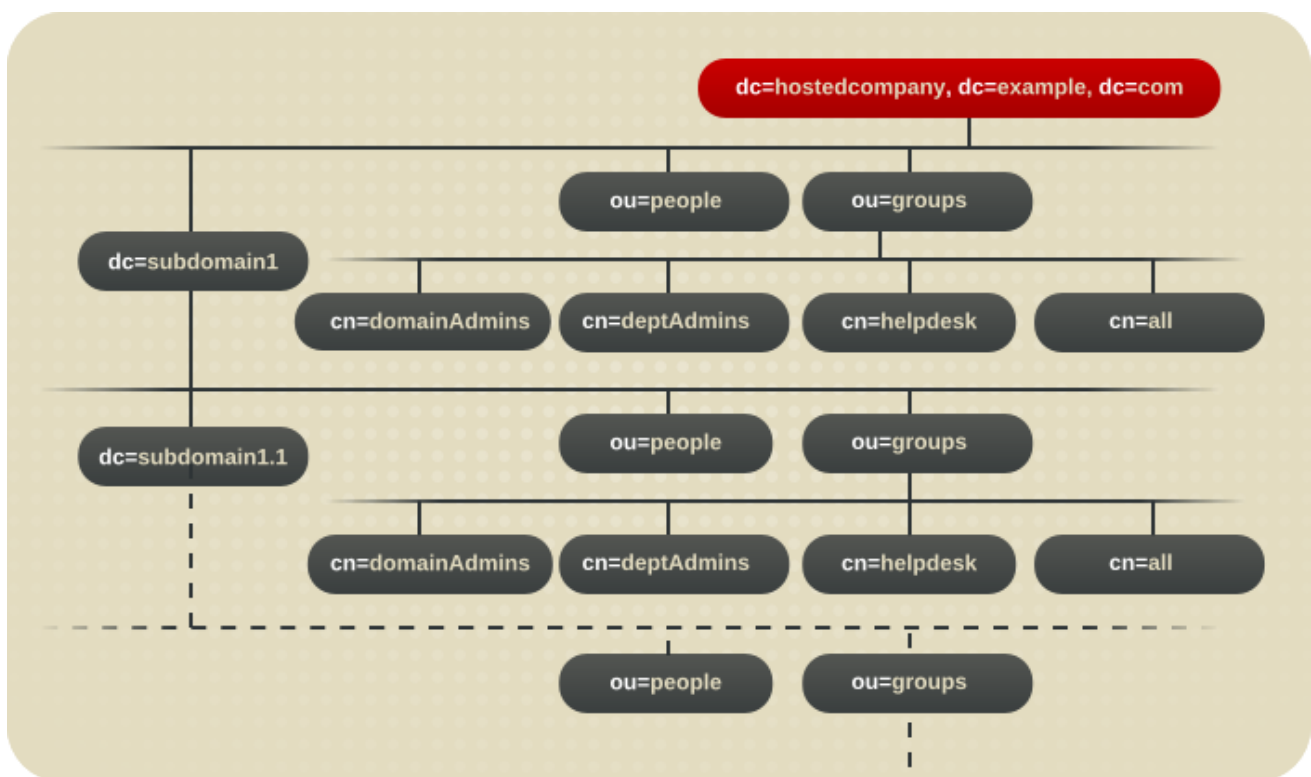 dc=hostedcompany, dc=example, dc=com
ou=people
ou=groups
dc=subdomain1
cn=domainAdmins
cn=deptAdmins
cn=helpdesk
cn=all
ou=people
ou=groups
dc=subdomain1.1
cn=domainAdmins
cn=deptAdmins
cn=helpdesk
cn=all
ou=people
ou=groups